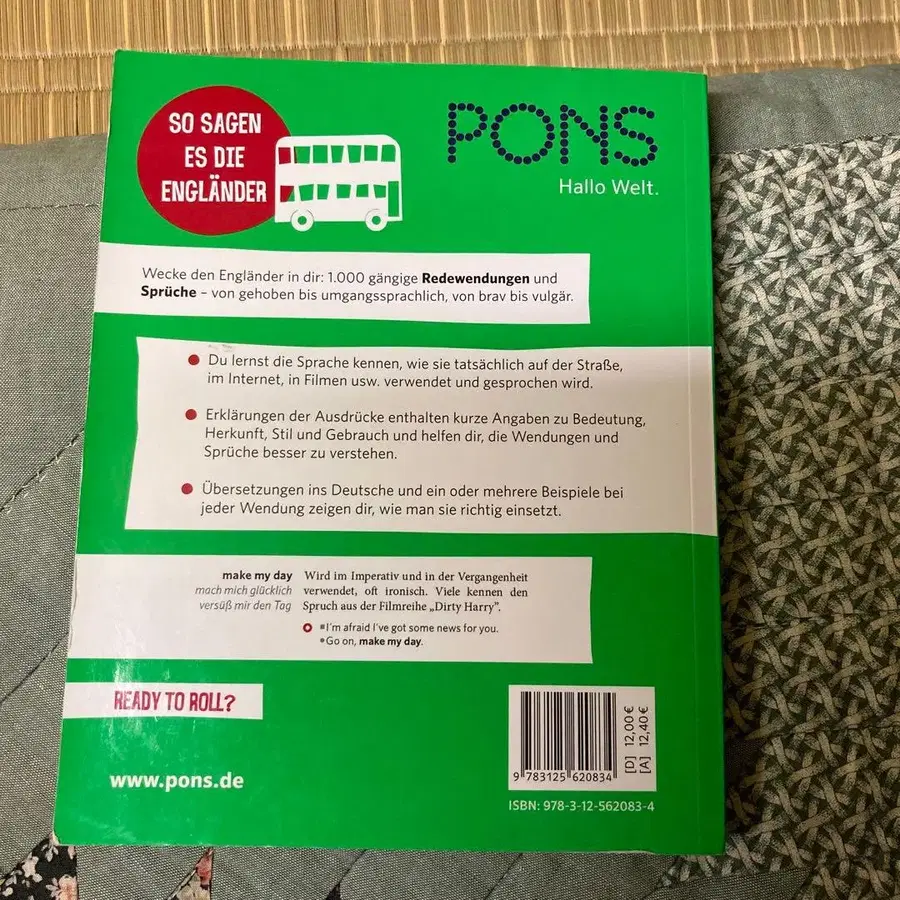 SO SAGEN
ES DIE
ENGLÄNDER
PONS
Hallo Welt.
Wecke den Engländer in dir: 1.000 gängige Redewendungen und
Sprüche – von gehoben bis umgangssprachlich, von brav bis vulgär.
● Du lernst die Sprache kennen, wie sie tatsächlich auf der Straße,
im Internet, in Filmen usw. verwendet und gesprochen wird.
● Erklärungen der Ausdrücke enthalten kurze Angaben zu Bedeutung,
Herkunft, Stil und Gebrauch und helfen dir, die Wendungen und
Sprüche besser zu verstehen.
● Übersetzungen ins Deutsche und ein oder mehrere Beispiele bei
jeder Wendung zeigen dir, wie man sie richtig einsetzt.
make my day
mach mich glücklich
versüß mir den Tag
Wird im Imperativ und in der Vergangenheit
verwendet, oft ironisch. Viele kennen den
Spruch aus der Filmreihe „Dirty Harry”.
I'm afraid I've got some news for you.
Go on, make my day.
READY TO ROLL?
www.pons.de
9 783125 620834
[D] 12,00 €
[A] 12,40 €
ISBN: 978-3-12-562083-4